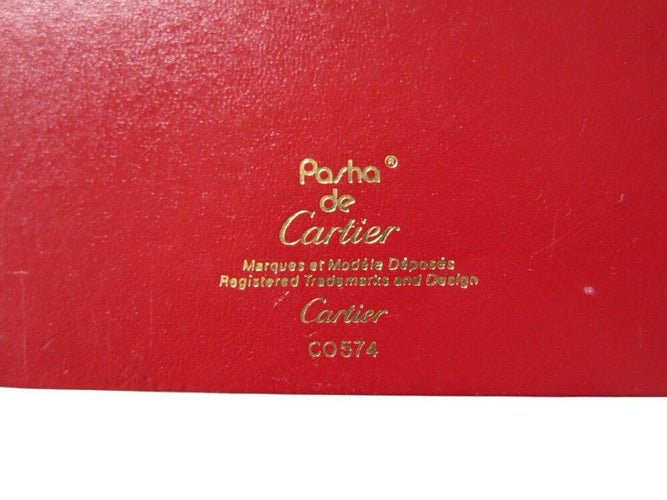 Pasha®
de
Cartier
Marques et Modèle Déposés
Registered Trademarks and Design
Cartier
CO574